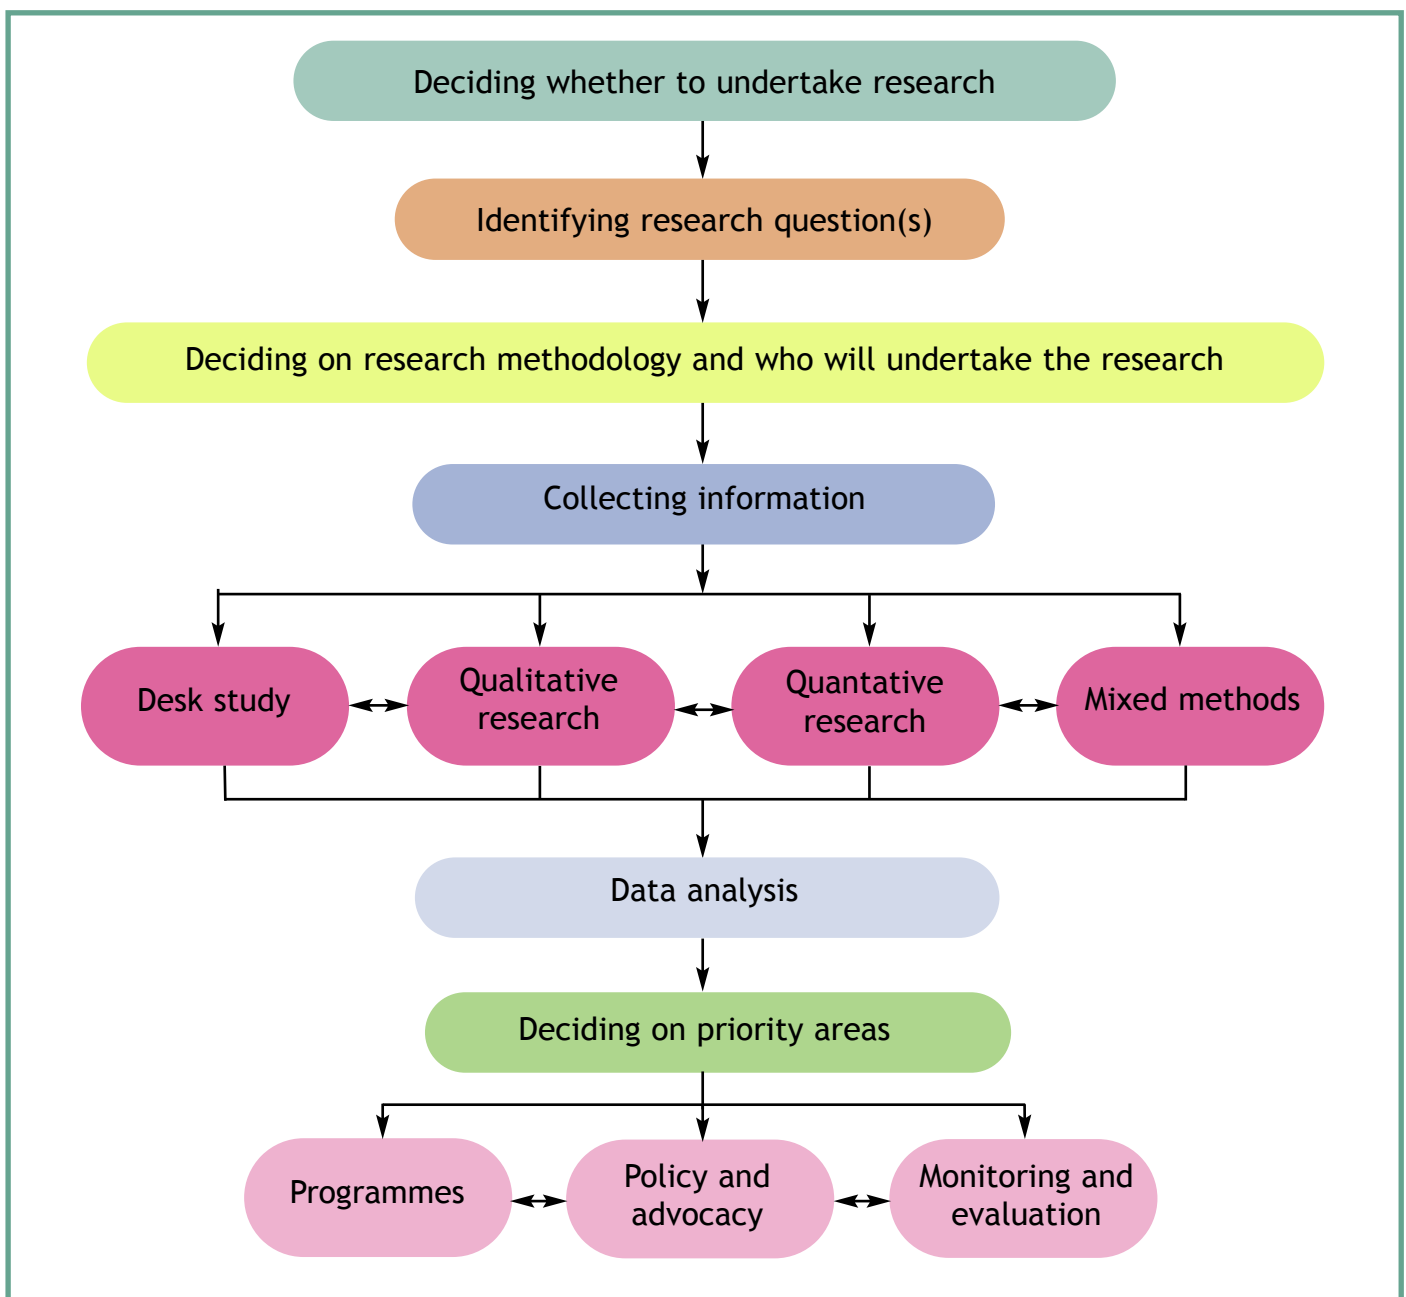 Deciding whether to undertake research
Identifying research question(s)
Deciding on research methodology and who will undertake the research
Collecting information
Desk study
Qualitative
research
Quantative
research
Mixed methods
Data analysis
Deciding on priority areas
Programmes
Policy and
advocacy
Monitoring and
evaluation